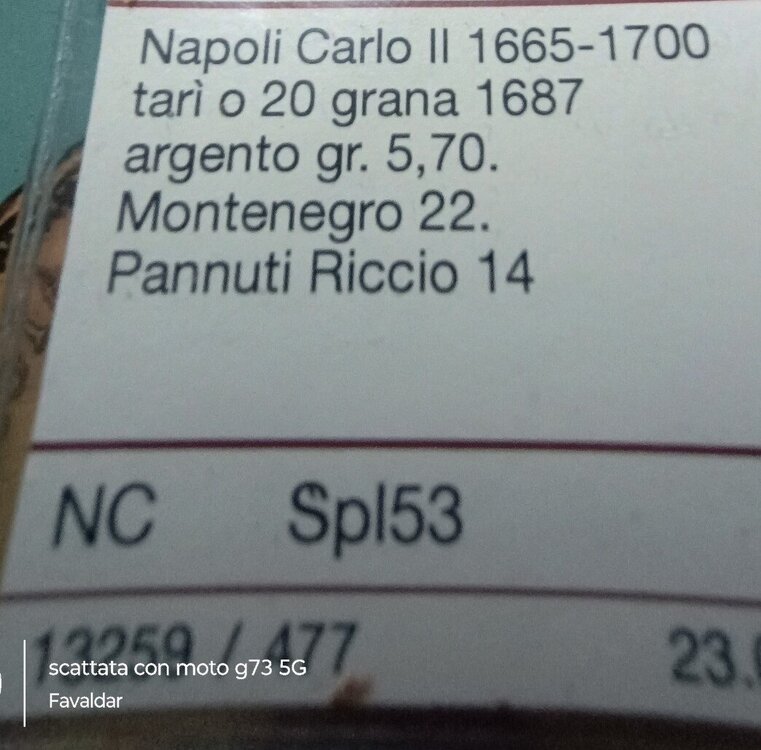 Napoli Carlo II 1665-1700
tarì o 20 grana 1687
argento gr. 5,70.
Montenegro 22.
Pannuti Riccio 14
NC Spl53
13259 / 477 23.
scattata con moto g73 5G
Favaldar